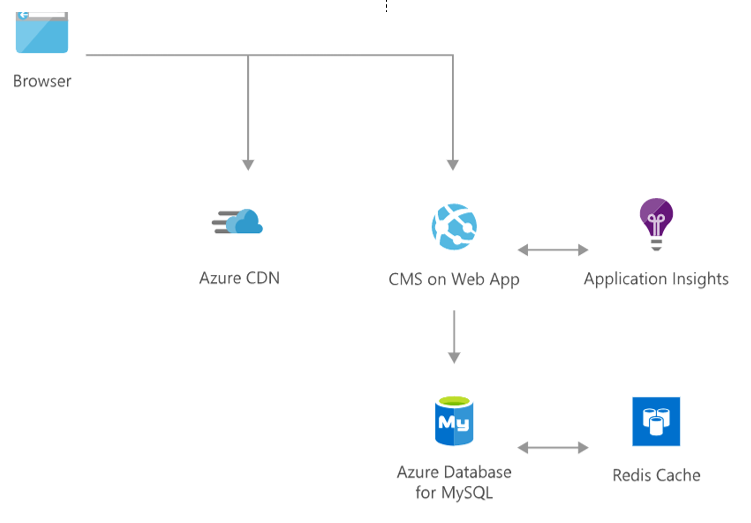 Browser
Azure CDN
CMS on Web App
Application Insights
My
Azure Database
for MySQL
Redis Cache